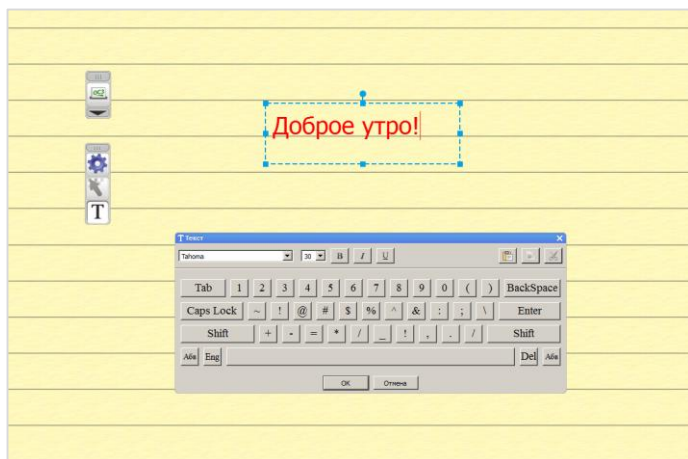 Доброе утро!
T
T Текст
Tahoma 30 B I U
Tab 1 2 3 4 5 6 7 8 9 0 ( ) BackSpace
Caps Lock ~ ! @ # $ % ^ & : ; \ Enter
Shift + - = * / _ ! , . / Shift
Абв Eng Del Абв
OK Отмена